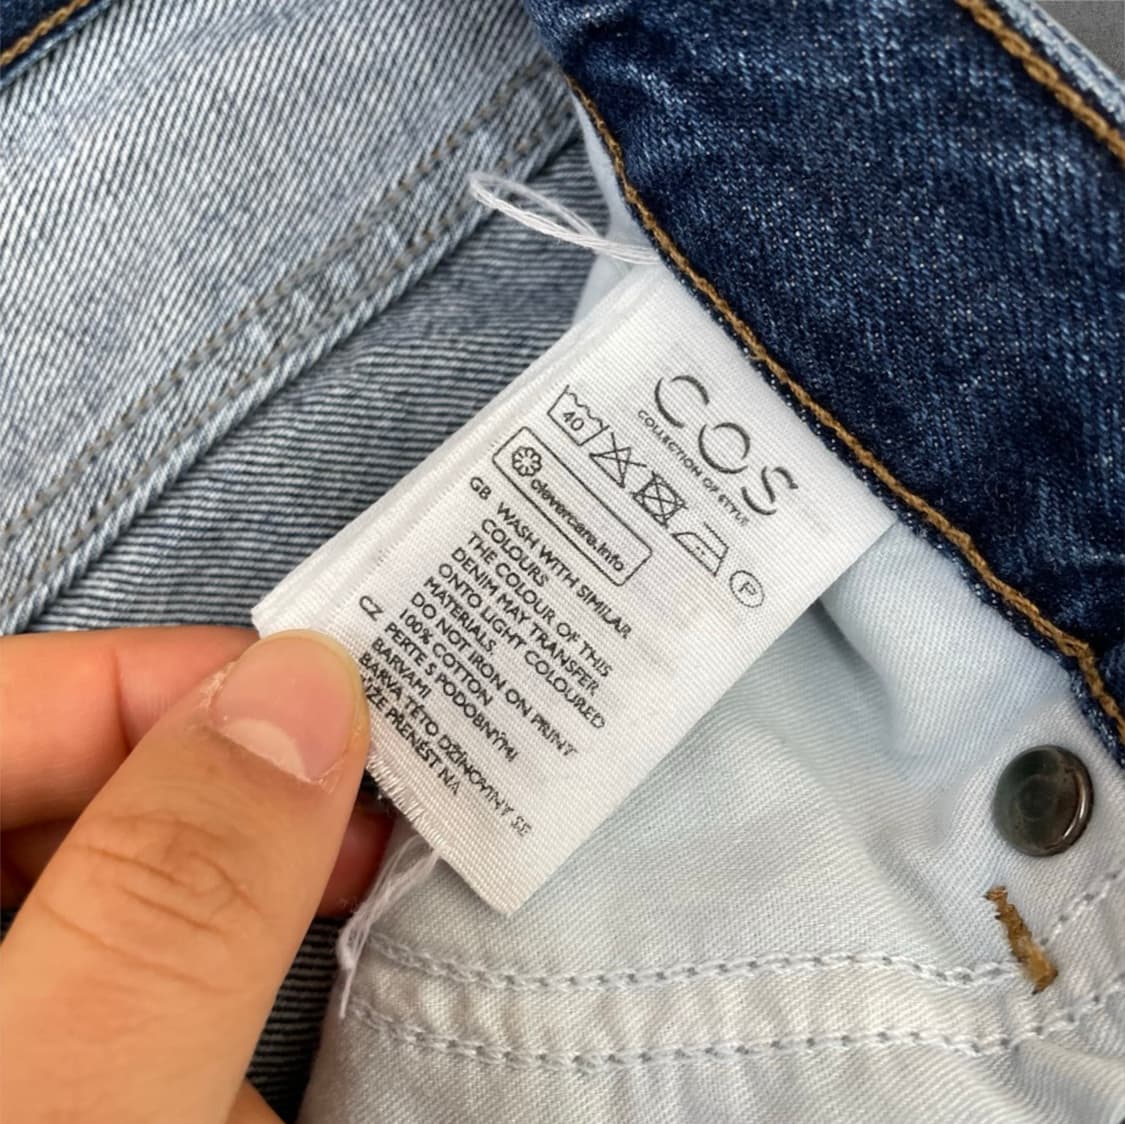 COS
COLLECTION OF STYLE
40
P
clevercare.info
GB WASH WITH SIMILAR
COLOURS
THE COLOUR OF THIS
DENIM MAY TRANSFER
ONTO LIGHT COLOURED
MATERIALS.
DO NOT IRON ON PRINT
100% COTTON
CZ PERTE S PODOBNÝMI
BARVAMI
BARVA TÉTO DŽÍNOVINY SE
PŘENÉST NA